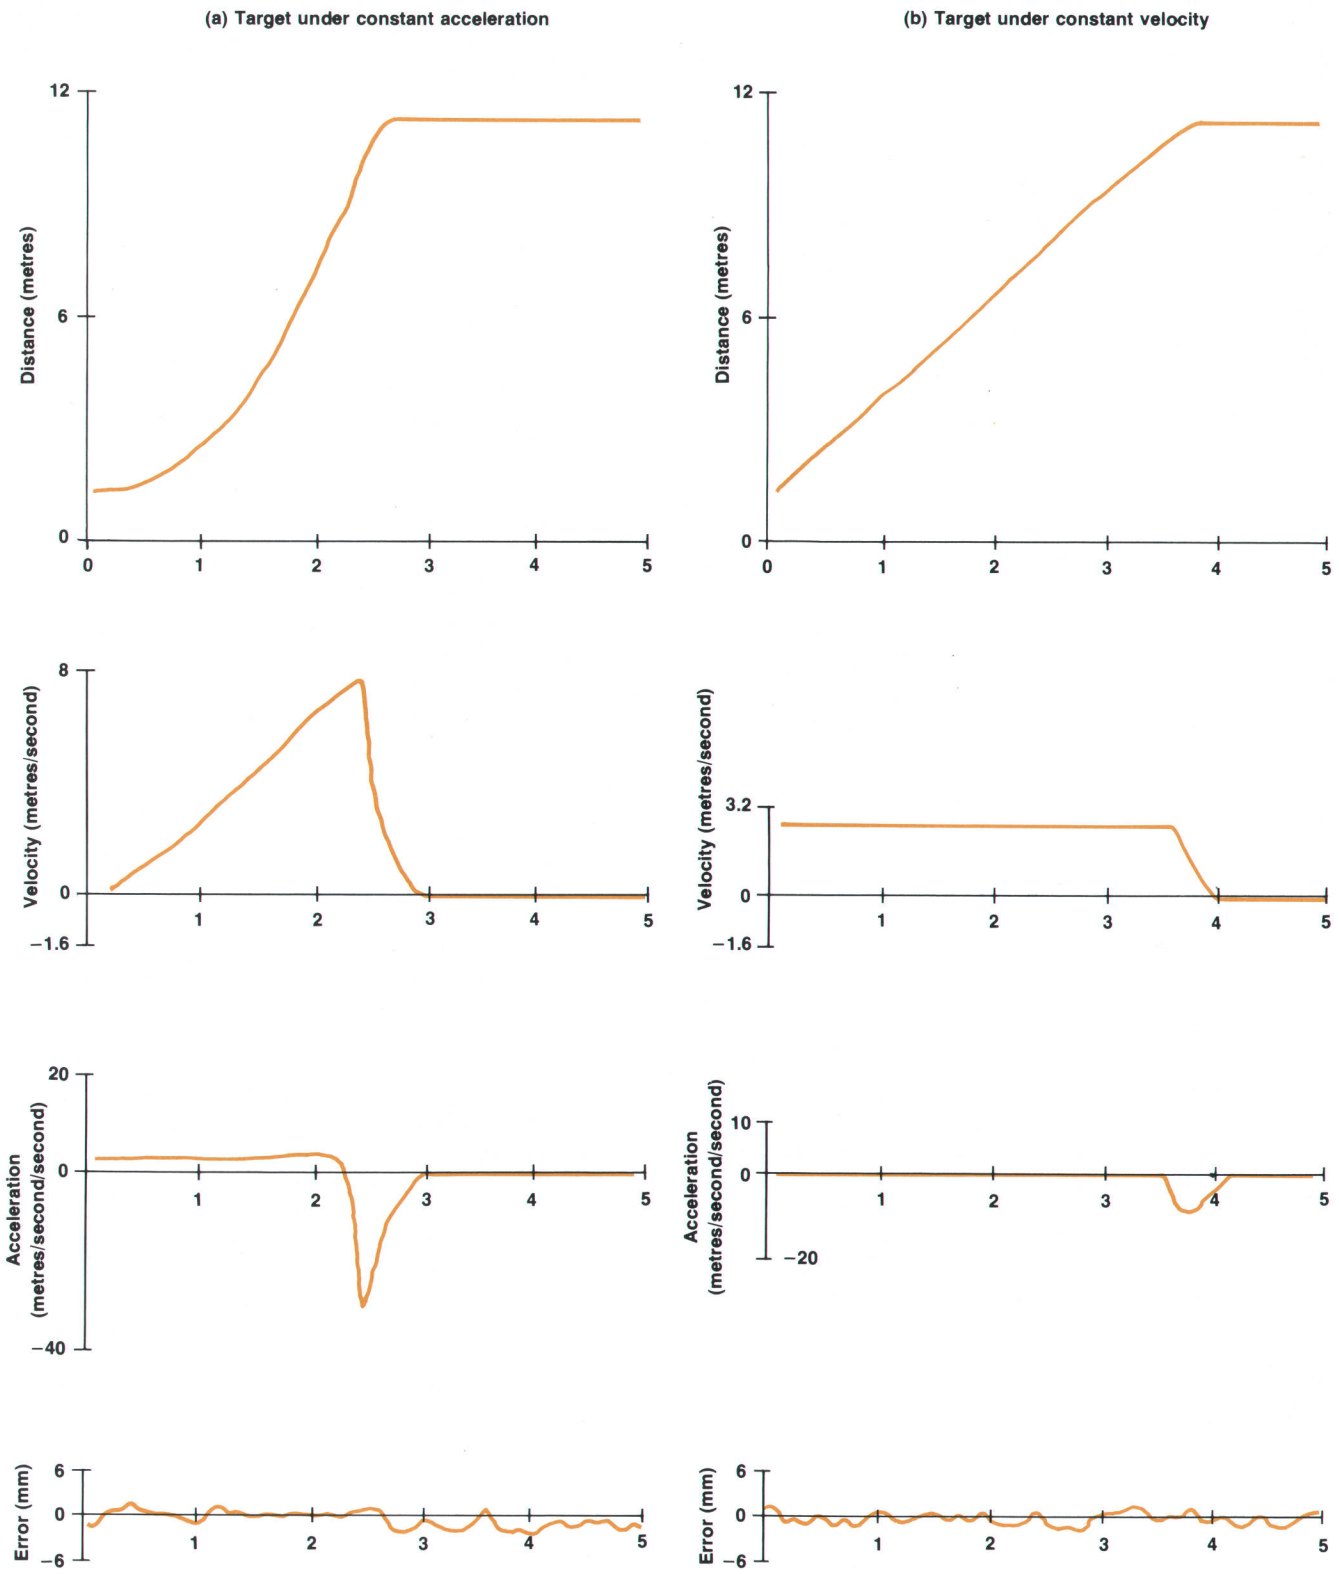 (a) Target under constant acceleration
(b) Target under constant velocity
12
6
0
Distance (metres)
0 1 2 3 4 5
12
6
0
Distance (metres)
0 1 2 3 4 5
8
0
−1.6
Velocity (metres/second)
1 2 3 4 5
3.2
0
−1.6
Velocity (metres/second)
1 2 3 4 5
20
0
−40
Acceleration
(metres/second/second)
1 2 3 4 5
10
0
−20
Acceleration
(metres/second/second)
1 2 3 4 5
6
0
−6
Error (mm)
1 2 3 4 5
6
0
−6
Error (mm)
1 2 3 4 5